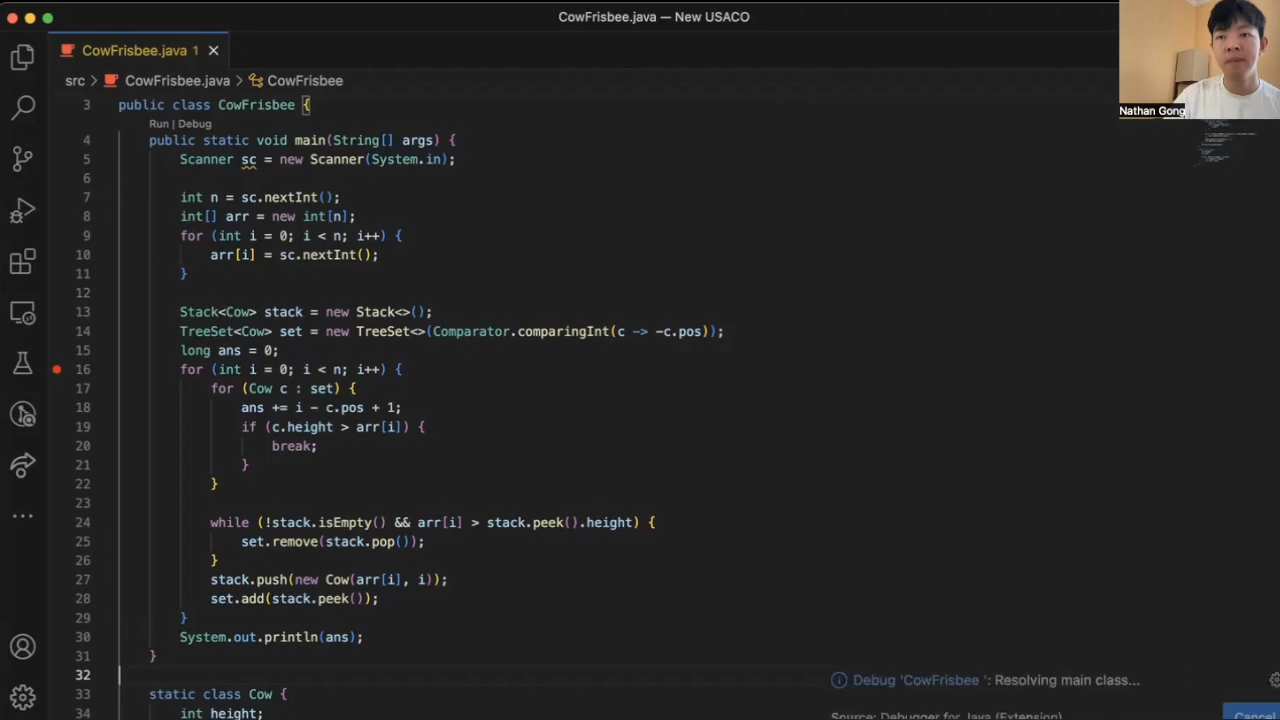 CowFrisbee.java — New USACO
CowFrisbee.java 1
src > CowFrisbee.java > CowFrisbee
3 public class CowFrisbee {
Run | Debug
4 public static void main(String[] args) {
5 Scanner sc = new Scanner(System.in);
6
7 int n = sc.nextInt();
8 int[] arr = new int[n];
9 for (int i = 0; i < n; i++) {
10 arr[i] = sc.nextInt();
11 }
12
13 Stack<Cow> stack = new Stack<>();
14 TreeSet<Cow> set = new TreeSet<>(Comparator.comparingInt(c -> -c.pos));
15 long ans = 0;
16 for (int i = 0; i < n; i++) {
17 for (Cow c : set) {
18 ans += i - c.pos + 1;
19 if (c.height > arr[i]) {
20 break;
21 }
22 }
23
24 while (!stack.isEmpty() && arr[i] > stack.peek().height) {
25 set.remove(stack.pop());
26 }
27 stack.push(new Cow(arr[i], i));
28 set.add(stack.peek());
29 }
30 System.out.println(ans);
31 }
32
33 static class Cow {
34 int height;
Nathan Gong
Debug 'CowFrisbee ': Resolving main class...
Source: Debugger for Java (Extension)
Cancel